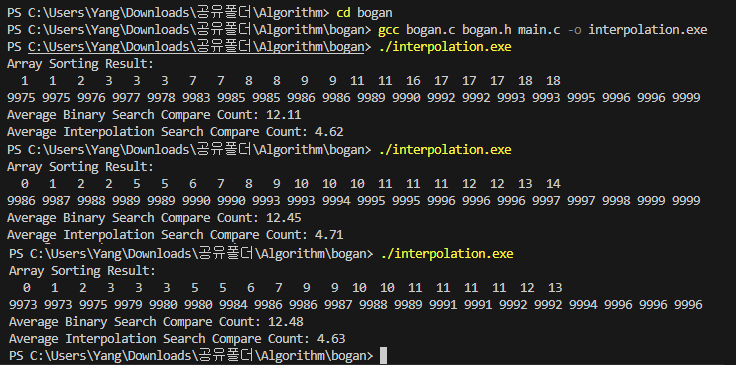 PS C:\Users\Yang\Downloads\공유폴더\Algorithm> cd bogan
PS C:\Users\Yang\Downloads\공유폴더\Algorithm\bogan> gcc bogan.c bogan.h main.c -o interpolation.exe
PS C:\Users\Yang\Downloads\공유폴더\Algorithm\bogan> ./interpolation.exe
Array Sorting Result:
1 1 2 3 3 3 7 7 8 8 9 9 11 11 16 17 17 17 18 18
9975 9975 9976 9977 9978 9983 9985 9985 9986 9986 9989 9990 9992 9992 9993 9993 9995 9996 9996 9999
Average Binary Search Compare Count: 12.11
Average Interpolation Search Compare Count: 4.62
PS C:\Users\Yang\Downloads\공유폴더\Algorithm\bogan> ./interpolation.exe
Array Sorting Result:
0 1 2 2 5 5 6 7 8 9 10 10 10 11 11 12 12 13 14
9986 9987 9988 9989 9989 9990 9990 9993 9993 9994 9995 9995 9996 9996 9996 9997 9997 9998 9999 9999
Average Binary Search Compare Count: 12.45
Average Interpolation Search Compare Count: 4.71
PS C:\Users\Yang\Downloads\공유폴더\Algorithm\bogan> ./interpolation.exe
Array Sorting Result:
0 1 2 3 3 3 5 5 6 7 9 9 10 11 11 11 11 12 13
9973 9973 9975 9979 9980 9980 9984 9986 9986 9987 9988 9989 9991 9991 9992 9992 9994 9996 9996 9996
Average Binary Search Compare Count: 12.48
Average Interpolation Search Compare Count: 4.63
PS C:\Users\Yang\Downloads\공유폴더\Algorithm\bogan>